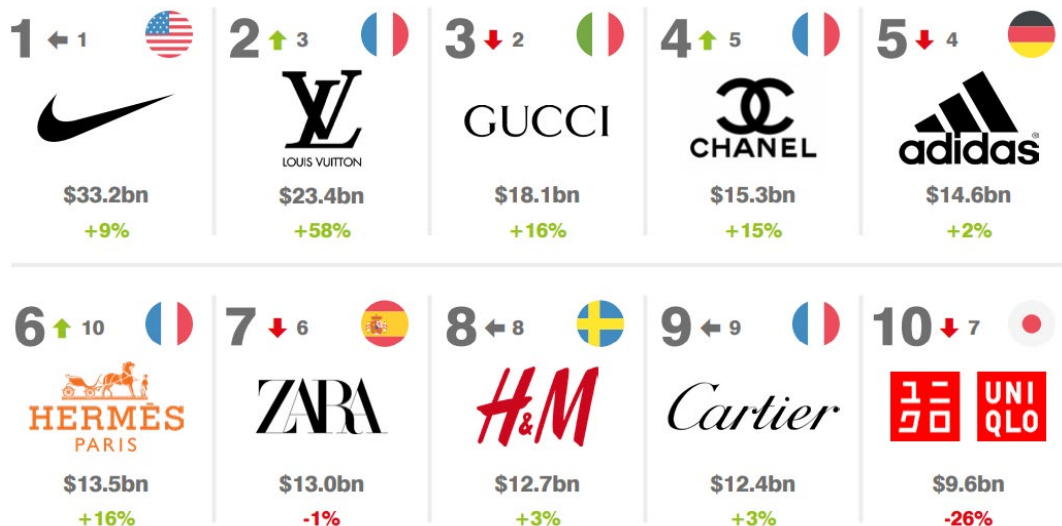 1 1
2 3
3 2
4 5
5 4
LV
LOUIS VUITTON
GUCCI
CHANEL
adidas®
$33.2bn
$23.4bn
$18.1bn
$15.3bn
$14.6bn
+9%
+58%
+16%
+15%
+2%
6 10
7 6
8 8
9 9
10 7
HERMÈS
PARIS
ZARA
H&M
Cartier
ユニ
クロ
UNI
QLO
$13.5bn
$13.0bn
$12.7bn
$12.4bn
$9.6bn
+16%
-1%
+3%
+3%
-26%